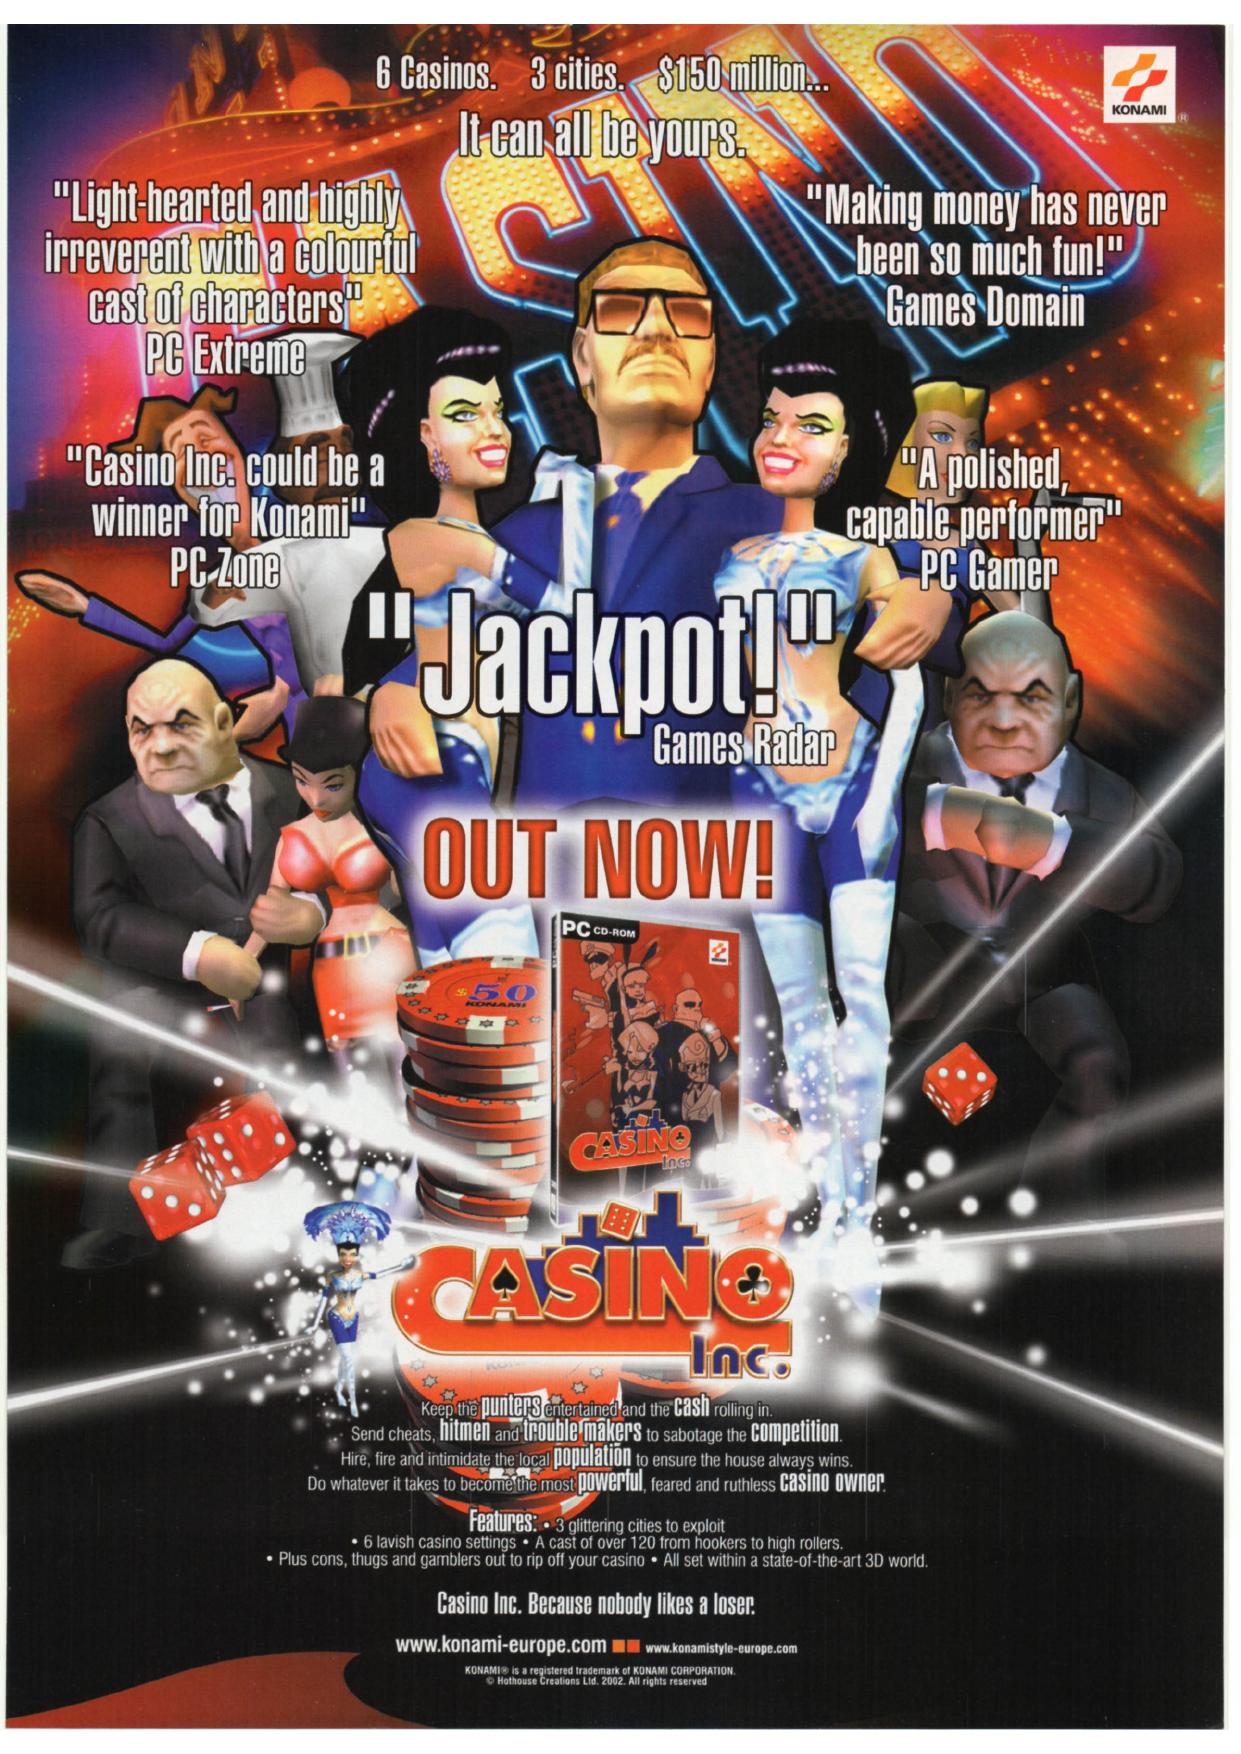 6 Casinos. 3 cities. $150 million...
It can all be yours.
KONAMI
®
"Light-hearted and highly
irreverent with a colourful
cast of characters"
PC Extreme
"Making money has never
been so much fun!"
Games Domain
"Casino Inc. could be a
winner for Konami"
PC Zone
"A polished,
capable performer"
PC Gamer
"Jackpot!"
Games Radar
OUT NOW!
PC CD-ROM
KONAMI
$50
KONAMI
CASINO
Inc.
CASINO
Inc.
Keep the punters entertained and the cash rolling in.
Send cheats, hitmen and trouble makers to sabotage the competition.
Hire, fire and intimidate the local population to ensure the house always wins.
Do whatever it takes to become the most powerful, feared and ruthless casino owner.
Features: • 3 glittering cities to exploit
• 6 lavish casino settings • A cast of over 120 from hookers to high rollers.
• Plus cons, thugs and gamblers out to rip off your casino • All set within a state-of-the-art 3D world.
Casino Inc. Because nobody likes a loser.
www.konami-europe.com www.konamistyle-europe.com
KONAMI® is a registered trademark of KONAMI CORPORATION.
© Hothouse Creations Ltd. 2002. All rights reserved